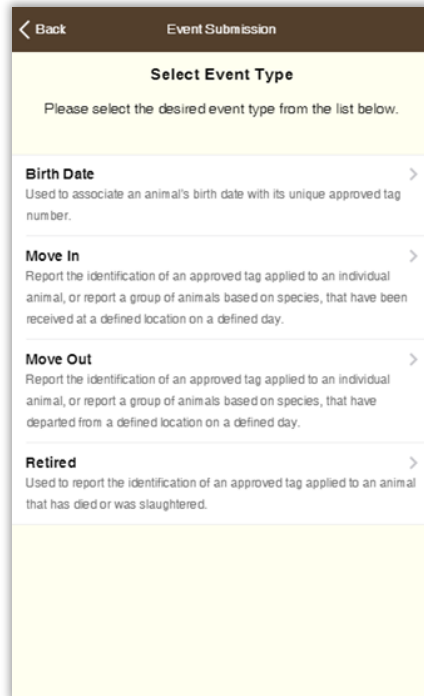 Back
Event Submission
Select Event Type
Please select the desired event type from the list below.
Birth Date
Used to associate an animal's birth date with its unique approved tag
number.
Move In
Report the identification of an approved tag applied to an individual
animal, or report a group of animals based on species, that have been
received at a defined location on a defined day.
Move Out
Report the identification of an approved tag applied to an individual
animal, or report a group of animals based on species, that have
departed from a defined location on a defined day.
Retired
Used to report the identification of an approved tag applied to an animal
that has died or was slaughtered.